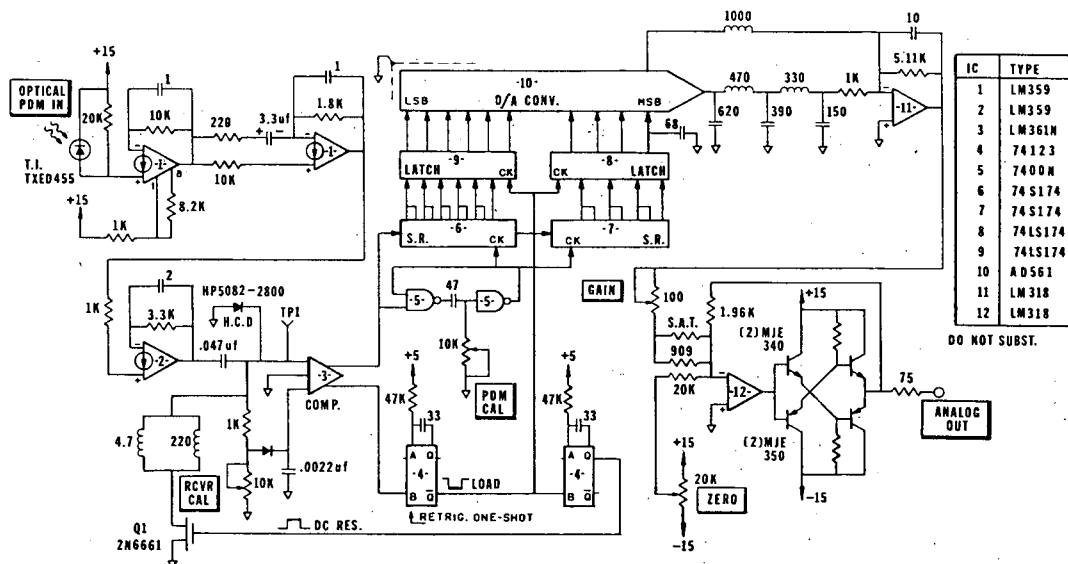 +15
OPTICAL
PDM IN
20K
T.I.
TXED455
1
10K
-
-1-
+
1
8
+15
1K
8.2K
220
3.3uf
+ -
10K
1
1.8K
-
-1-
+
1K
2
3.3K
-
-2-
+
.047uf
HP5082-2800
H.C.D
TP1
-3-
COMP.
4.7
220
RCVR
CAL
1K
10K
.0022uf
Q1
2N6661
DC RES.
-10-
LSB D/A CONV. MSB
-9-
LATCH CK
-8-
CK LATCH
-6-
S.R. CK
-7-
CK S.R.
68
-5-
47
-5-
10K
PDM
CAL
+5
47K
33
A Q
-4-
B Q̅
LOAD
RETRIG. ONE-SHOT
+5
47K
33
A Q
-4-
B Q̅
1000
470
330
1K
620
390
150
10
5.11K
-
-11-
+
GAIN
100
S.A.T.
909
20K
1.96K
-
-12-
+
+15
20K
ZERO
-15
+15
(2)MJE
340
(2)MJE
350
-15
75
ANALOG
OUT
IC TYPE
1 LM359
2 LM359
3 LM361N
4 74123
5 7400N
6 74S174
7 74S174
8 74LS174
9 74LS174
10 AD561
11 LM318
12 LM318
DO NOT SUBST.